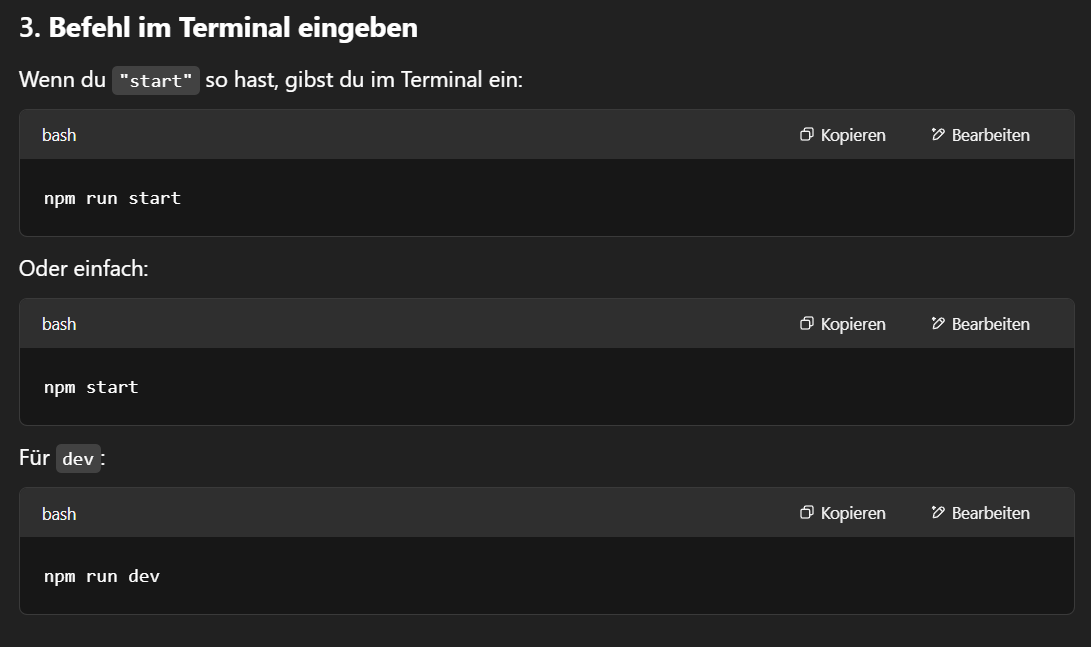 3. Befehl im Terminal eingeben
Wenn du "start" so hast, gibst du im Terminal ein:
bash Kopieren Bearbeiten
npm run start
Oder einfach:
bash Kopieren Bearbeiten
npm start
Für dev:
bash Kopieren Bearbeiten
npm run dev